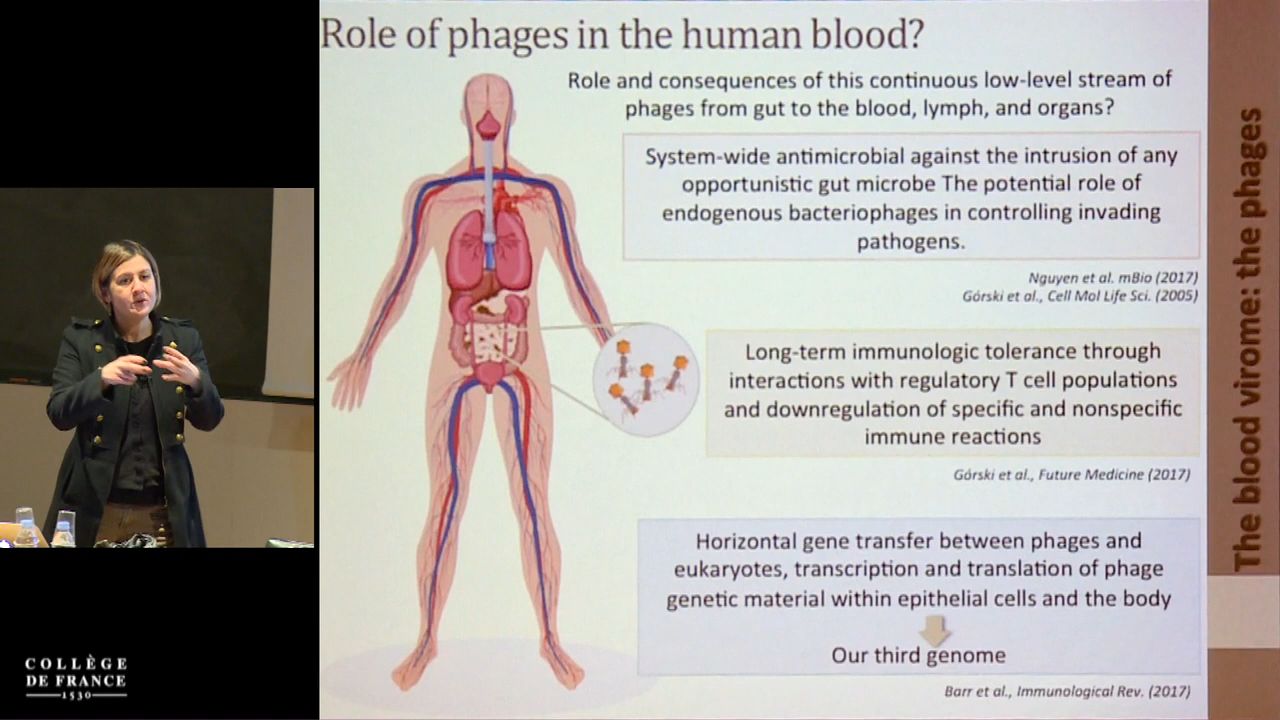 Role of phages in the human blood?
Role and consequences of this continuous low-level stream of
phages from gut to the blood, lymph, and organs?
System-wide antimicrobial against the intrusion of any
opportunistic gut microbe The potential role of
endogenous bacteriophages in controlling invading
pathogens.
Nguyen et al. mBio (2017)
Górski et al., Cell Mol Life Sci. (2005)
Long-term immunologic tolerance through
interactions with regulatory T cell populations
and downregulation of specific and nonspecific
immune reactions
Górski et al., Future Medicine (2017)
Horizontal gene transfer between phages and
eukaryotes, transcription and translation of phage
genetic material within epithelial cells and the body
Our third genome
Barr et al., Immunological Rev. (2017)
The blood virome: the phages
COLLÈGE
DE FRANCE
1530